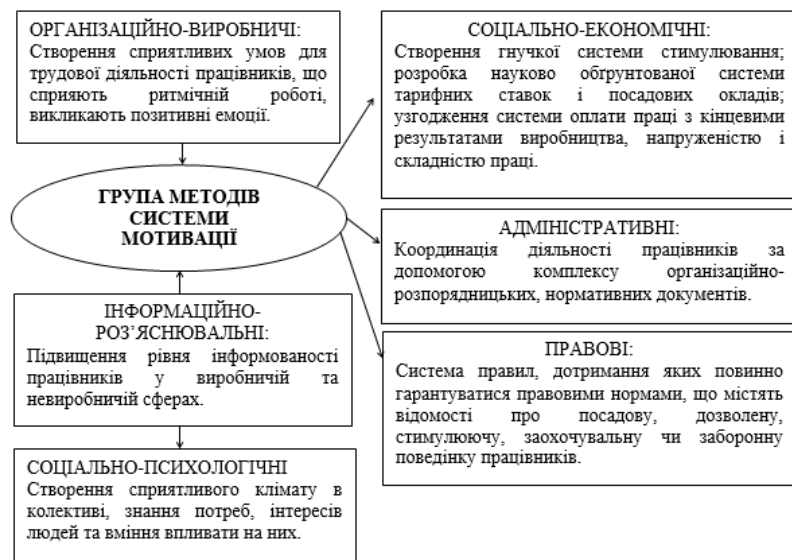 ОРГАНІЗАЦІЙНО-ВИРОБНИЧІ:
Створення сприятливих умов для
трудової діяльності працівників, що
сприяють ритмічній роботі,
викликають позитивні емоції.
ГРУПА МЕТОДІВ
СИСТЕМИ
МОТИВАЦІЇ
ІНФОРМАЦІЙНО-
РОЗ’ЯСНЮВАЛЬНІ:
Підвищення рівня інформованості
працівників у виробничій та
невиробничій сферах.
СОЦІАЛЬНО-ПСИХОЛОГІЧНІ
Створення сприятливого клімату в
колективі, знання потреб, інтересів
людей та вміння впливати на них.
СОЦІАЛЬНО-ЕКОНОМІЧНІ:
Створення гнучкої системи стимулювання;
розробка науково обґрунтованої системи
тарифних ставок і посадових окладів;
узгодження системи оплати праці з кінцевими
результатами виробництва, напруженістю і
складністю праці.
АДМІНІСТРАТИВНІ:
Координація діяльності працівників за
допомогою комплексу організаційно-
розпорядницьких, нормативних документів.
ПРАВОВІ:
Система правил, дотримання яких повинно
гарантуватися правовими нормами, що містять
відомості про посадову, дозволену,
стимулюючу, заохочувальну чи заборонну
поведінку працівників.